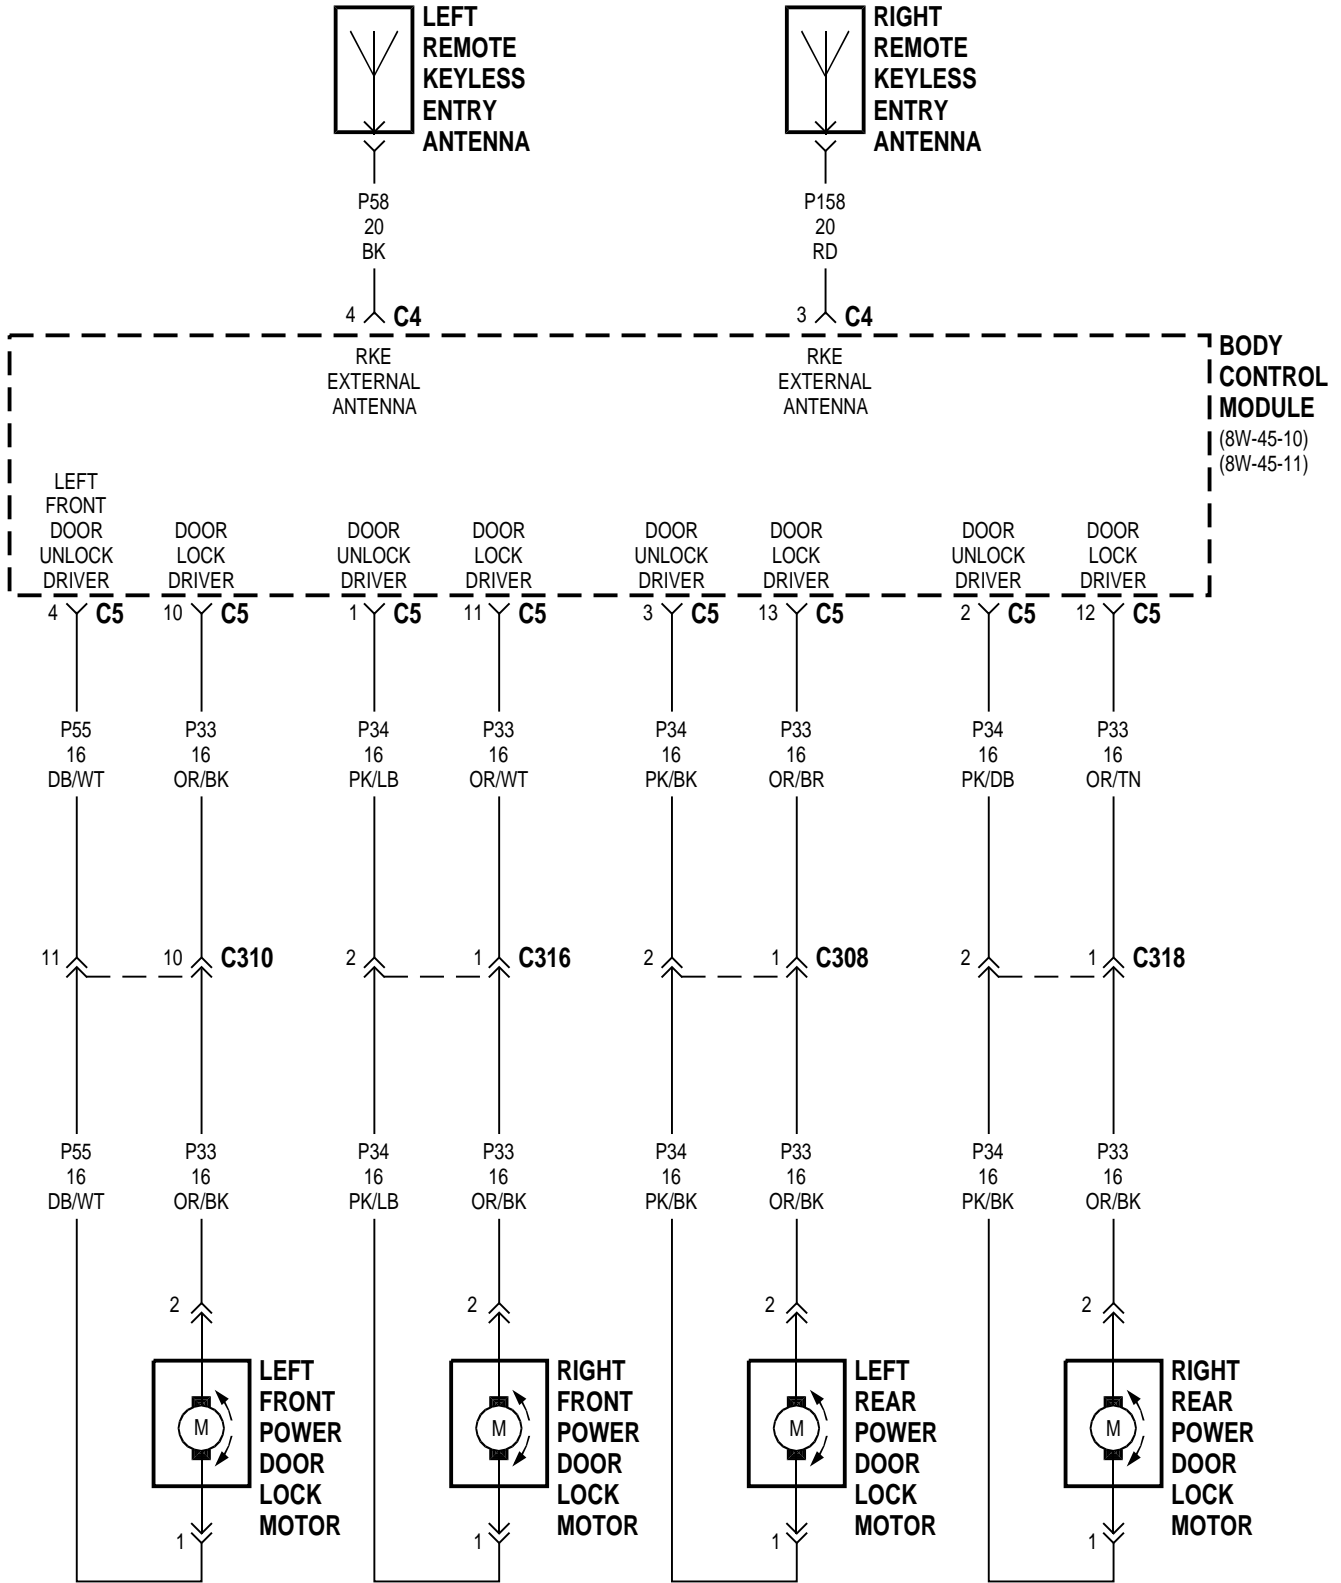 LEFT
REMOTE
KEYLESS
ENTRY
ANTENNA
RIGHT
REMOTE
KEYLESS
ENTRY
ANTENNA
P58
20
BK
P158
20
RD
4 C4
3 C4
RKE
EXTERNAL
ANTENNA
RKE
EXTERNAL
ANTENNA
BODY
CONTROL
MODULE
(8W-45-10)
(8W-45-11)
LEFT
FRONT
DOOR
UNLOCK
DRIVER
DOOR
LOCK
DRIVER
DOOR
UNLOCK
DRIVER
DOOR
LOCK
DRIVER
DOOR
UNLOCK
DRIVER
DOOR
LOCK
DRIVER
DOOR
UNLOCK
DRIVER
DOOR
LOCK
DRIVER
4 C5
10 C5
1 C5
11 C5
3 C5
13 C5
2 C5
12 C5
P55
16
DB/WT
P33
16
OR/BK
P34
16
PK/LB
P33
16
OR/WT
P34
16
PK/BK
P33
16
OR/BR
P34
16
PK/DB
P33
16
OR/TN
11
10 C310
2
1 C316
2
1 C308
2
1 C318
P55
16
DB/WT
P33
16
OR/BK
P34
16
PK/LB
P33
16
OR/BK
P34
16
PK/BK
P33
16
OR/BK
P34
16
PK/BK
P33
16
OR/BK
2
2
2
2
M
LEFT
FRONT
POWER
DOOR
LOCK
MOTOR
M
RIGHT
FRONT
POWER
DOOR
LOCK
MOTOR
M
LEFT
REAR
POWER
DOOR
LOCK
MOTOR
M
RIGHT
REAR
POWER
DOOR
LOCK
MOTOR
1
1
1
1